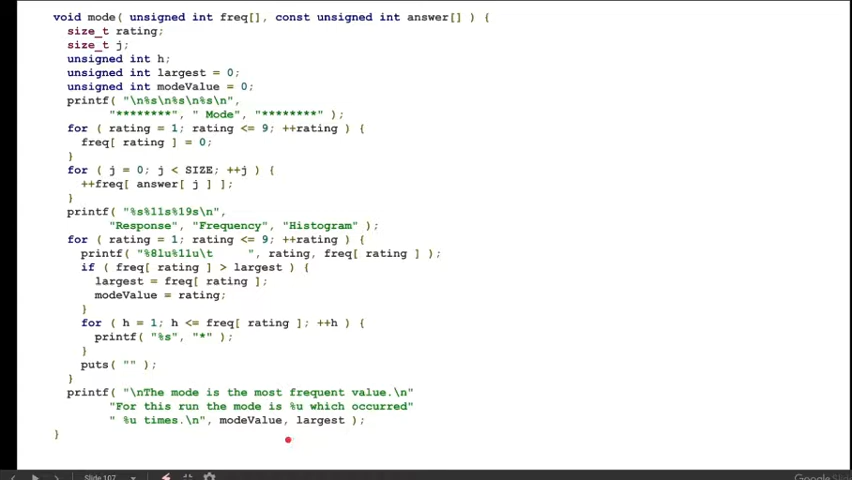 void mode( unsigned int freq[], const unsigned int answer[] ) {
size_t rating;
size_t j;
unsigned int h;
unsigned int largest = 0;
unsigned int modeValue = 0;
printf( "\n%s\n%s\n%s\n",
"********", " Mode", "********" );
for ( rating = 1; rating <= 9; ++rating ) {
freq[ rating ] = 0;
}
for ( j = 0; j < SIZE; ++j ) {
++freq[ answer[ j ] ];
}
printf( "%s%11s%19s\n",
"Response", "Frequency", "Histogram" );
for ( rating = 1; rating <= 9; ++rating ) {
printf( "%8lu%11u\t     ", rating, freq[ rating ] );
if ( freq[ rating ] > largest ) {
largest = freq[ rating ];
modeValue = rating;
}
for ( h = 1; h <= freq[ rating ]; ++h ) {
printf( "%s", "*" );
}
puts( "" );
}
printf( "\nThe mode is the most frequent value.\n"
"For this run the mode is %u which occurred"
" %u times.\n", modeValue, largest );
}
Slide 107
Google Slide